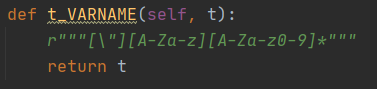 def t_VARNAME(self, t):
    r"""[\"][A-Za-z][A-Za-z0-9]*"""
    return t